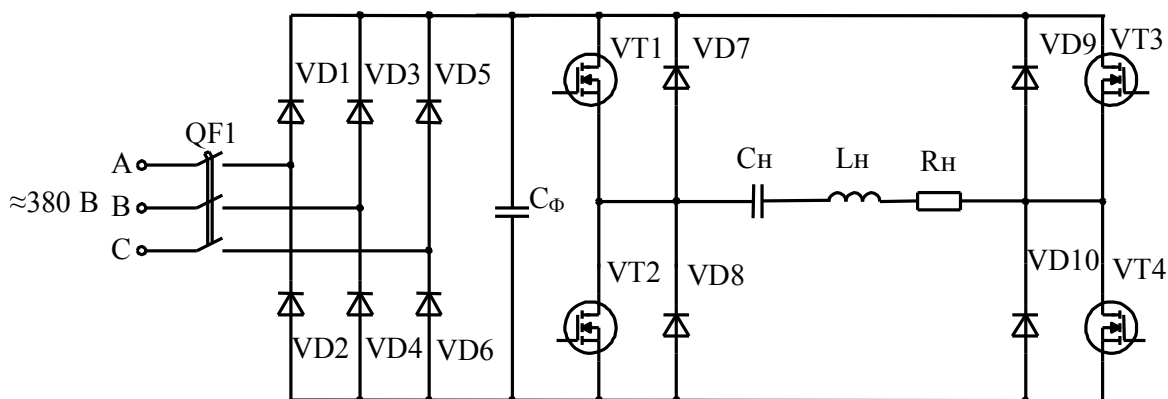 VT1 VD7 VD9 VT3
VD1 VD3 VD5
QF1
A
≈380 В B
C
Cн Lн Rн
CФ
VT2 VD8 VD10 VT4
VD2 VD4 VD6